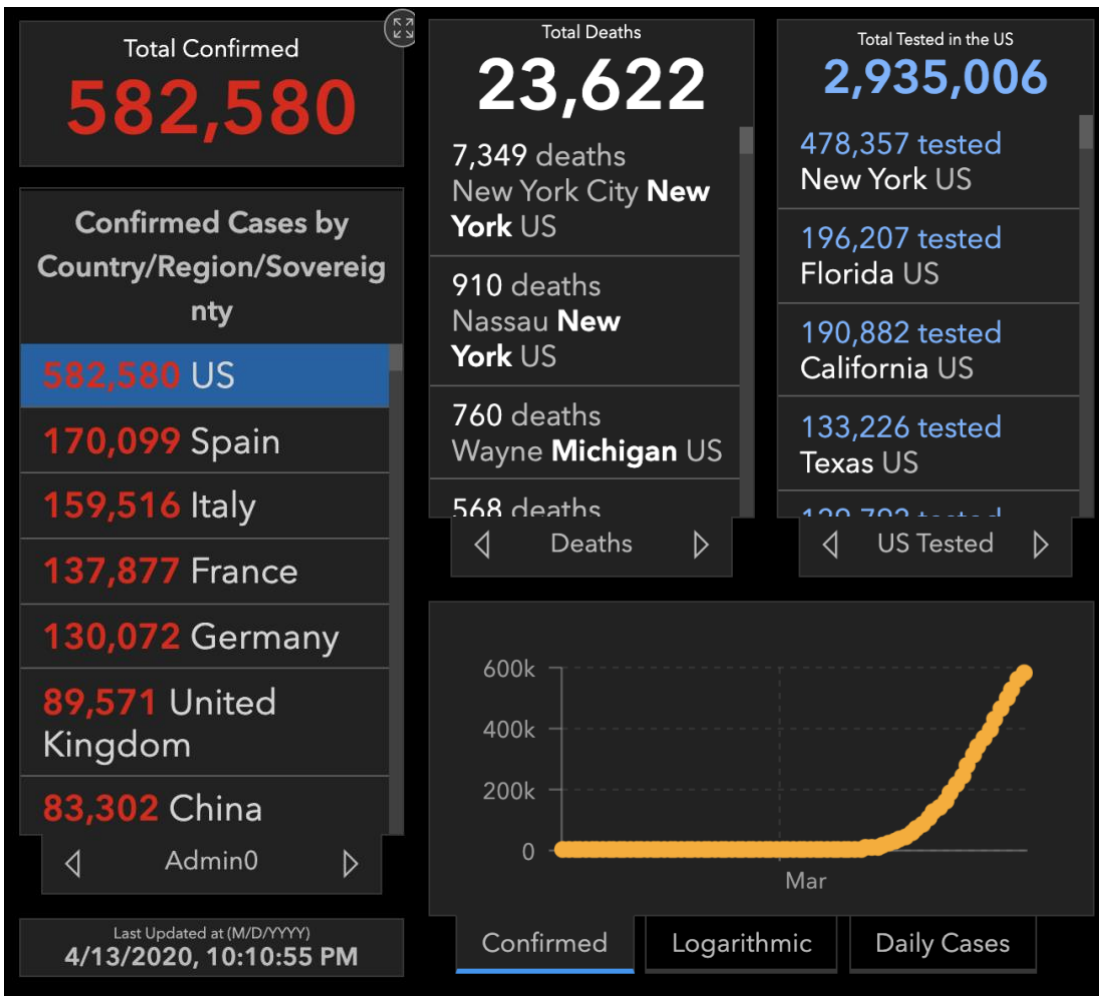 Total Confirmed
582,580
Confirmed Cases by
Country/Region/Sovereig
nty
582,580 US
170,099 Spain
159,516 Italy
137,877 France
130,072 Germany
89,571 United
Kingdom
83,302 China
Admin0
Last Updated at (M/D/YYYY)
4/13/2020, 10:10:55 PM
Total Deaths
23,622
7,349 deaths
New York City New
York US
910 deaths
Nassau New
York US
760 deaths
Wayne Michigan US
568 deaths
Deaths
Total Tested in the US
2,935,006
478,357 tested
New York US
196,207 tested
Florida US
190,882 tested
California US
133,226 tested
Texas US
US Tested
600k
400k
200k
0
Mar
Confirmed
Logarithmic
Daily Cases